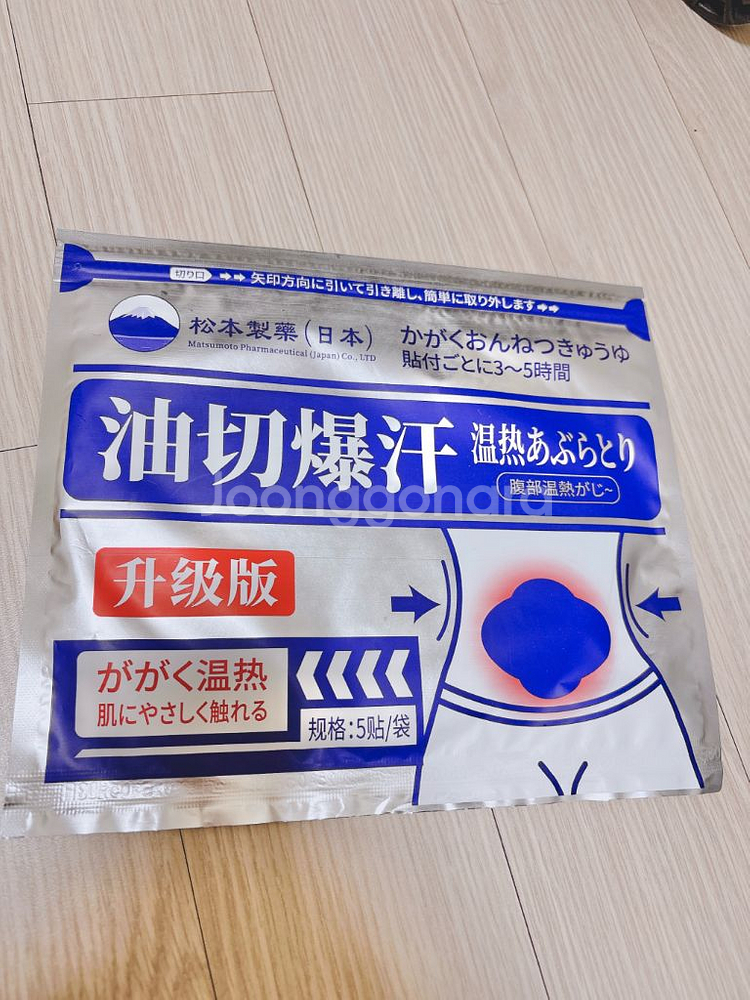 切り口 →→ 矢印方向に引いて引き離し、簡単に取り外します→→
松本製藥(日本)
Matsumoto Pharmaceutical (Japan) Co., LTD
かがくおんねつきゅうゆ
貼付ごとに3〜5時間
油切爆汗
温热あぶらとり
腹部温熱がじ~
Joonggonara
升级版
ががく温热
肌にやさしく触れる
规格:5贴/袋